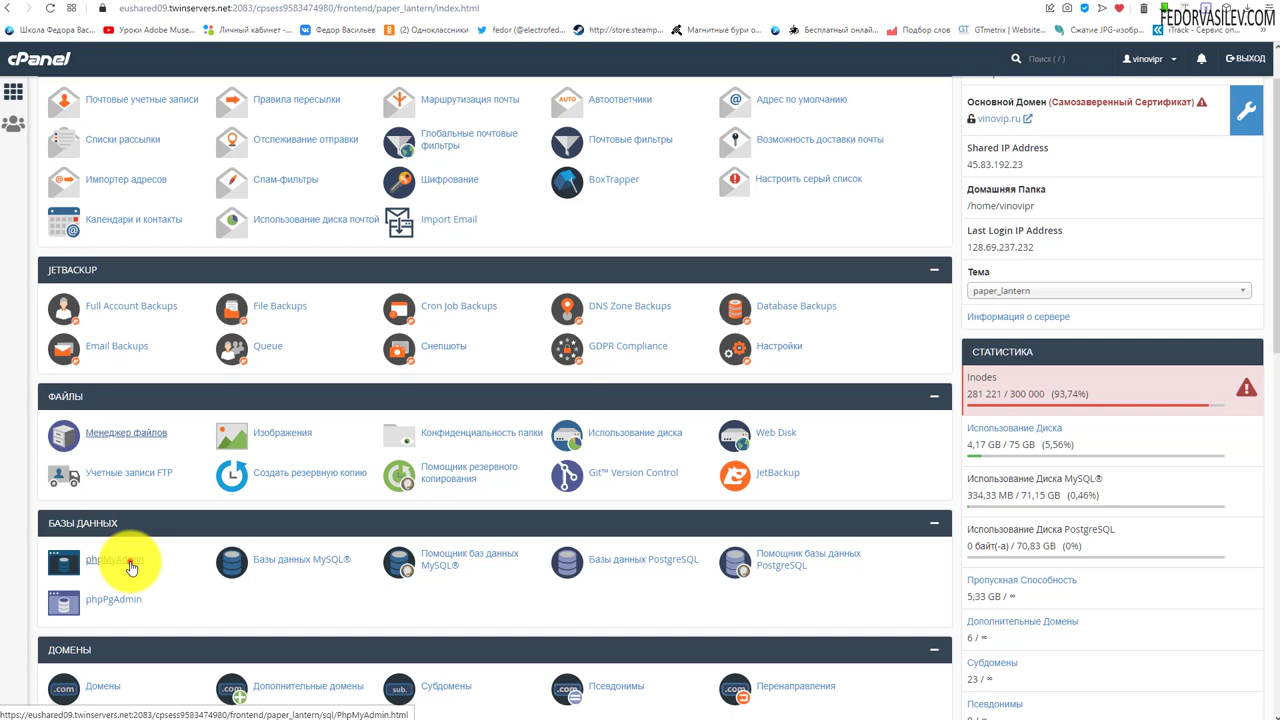 eushared09.twinservers.net:2083/cpsess9583474980/frontend/paper_lantern/index.html
FEDORVASILEV.COM
Школа Федора Вас...
Уроки Adobe Muse...
Личный кабинет -...
Федор Васильев
(2) Одноклассники
fedor (@electrofed...
http://store.steamp...
Магнитные бури о...
Бесплатный онлай...
GTmetrix | Website...
Подбор слов
Сжатие JPG-изобр...
iTrack - Сервис оп...
cPanel
Поиск ( / )
vinovipr
ВЫХОД
Почтовые учетные записи
Правила пересылки
Маршрутизация почты
AUTO
Автоответчики
Адрес по умолчанию
Списки рассылки
Отслеживание отправки
Глобальные почтовые
фильтры
Почтовые фильтры
Возможность доставки почты
Импортер адресов
Спам-фильтры
Шифрование
BoxTrapper
Настроить серый список
Календари и контакты
Использование диска почтой
Import Email
JETBACKUP
Full Account Backups
File Backups
Cron Job Backups
DNS Zone Backups
Database Backups
Email Backups
Queue
Снепшоты
GDPR Compliance
Настройки
ФАЙЛЫ
Менеджер файлов
Изображения
Конфиденциальность папки
Использование диска
Web Disk
Учетные записи FTP
Создать резервную копию
Помощник резервного
копирования
Git™ Version Control
JetBackup
БАЗЫ ДАННЫХ
phpMyAdmin
Базы данных MySQL®
Помощник баз данных
MySQL®
Базы данных PostgreSQL
Помощник базы данных
PostgreSQL
phpPgAdmin
ДОМЕНЫ
.com
Домены
.com
Дополнительные домены
sub.
Субдомены
.com
Псевдонимы
.com
Перенаправления
Основной Домен (Самозаверенный Сертификат)
vinovip.ru
Shared IP Address
45.83.192.23
Домашняя Папка
/home/vinovipr
Last Login IP Address
128.69.237.232
Тема
paper_lantern
Информация о сервере
СТАТИСТИКА
Inodes
281 221 / 300 000 (93,74%)
Использование Диска
4,17 GB / 75 GB (5,56%)
Использование Диска MySQL®
334,33 MB / 71,15 GB (0,46%)
Использование Диска PostgreSQL
0 байт(-а) / 70,83 GB (0%)
Пропускная Способность
5,33 GB / ∞
Дополнительные Домены
6 / ∞
Субдомены
23 / ∞
Псевдонимы
https://eushared09.twinservers.net:2083/cpsess9583474980/frontend/paper_lantern/sql/PhpMyAdmin.html